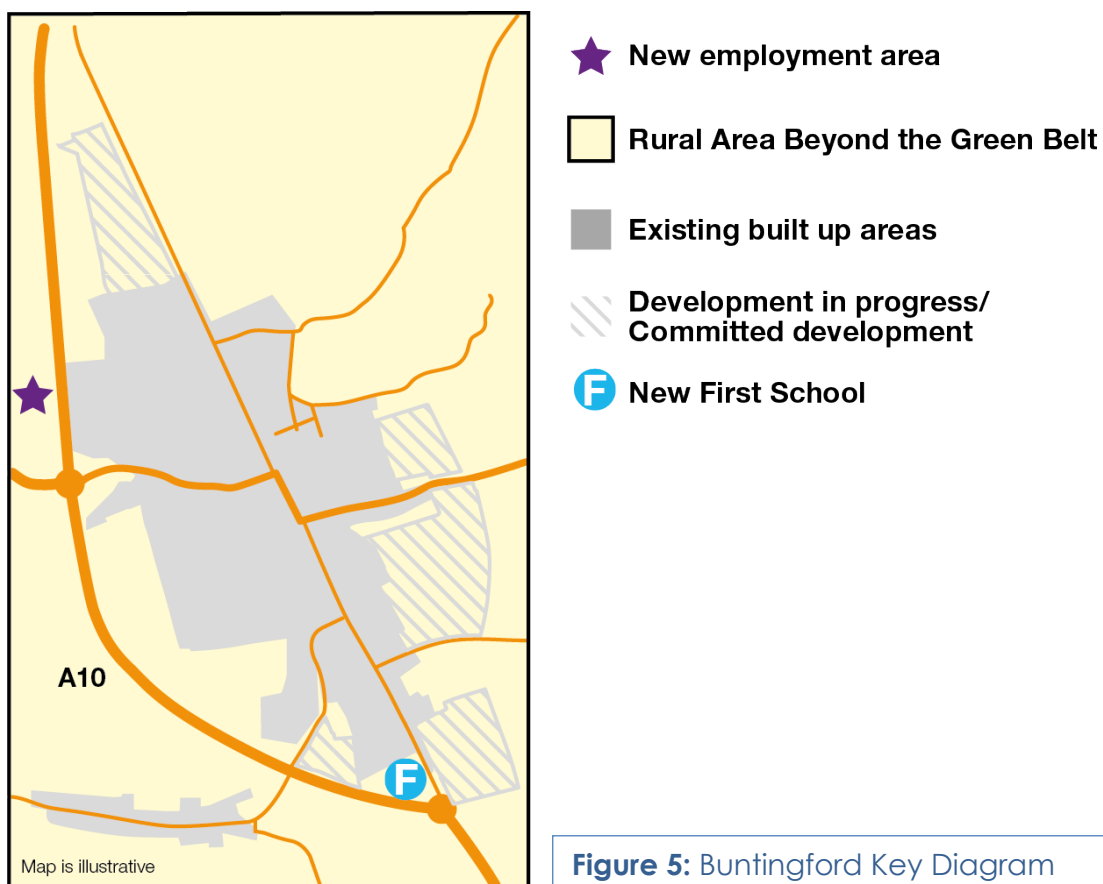 New employment area
Rural Area Beyond the Green Belt
Existing built up areas
Development in progress/
Committed development
F New First School
A10
F
Map is illustrative
Figure 5: Buntingford Key Diagram